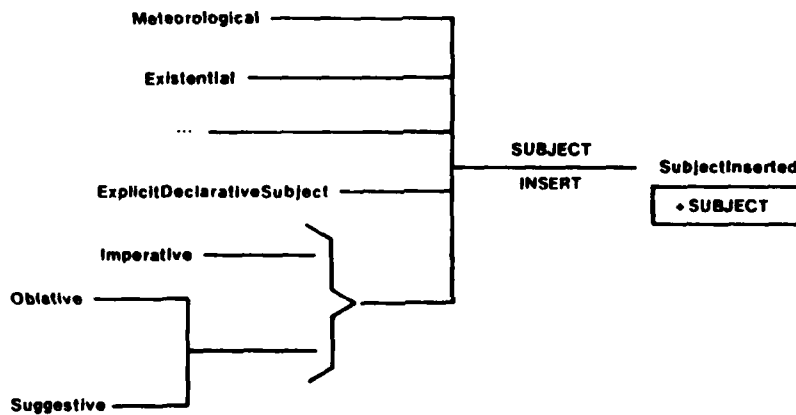 Meteorological
Existential
...
SUBJECT
SubjectInserted
INSERT
ExplicitDeclarativeSubject
+ SUBJECT
Imperative
Oblative
Suggestive